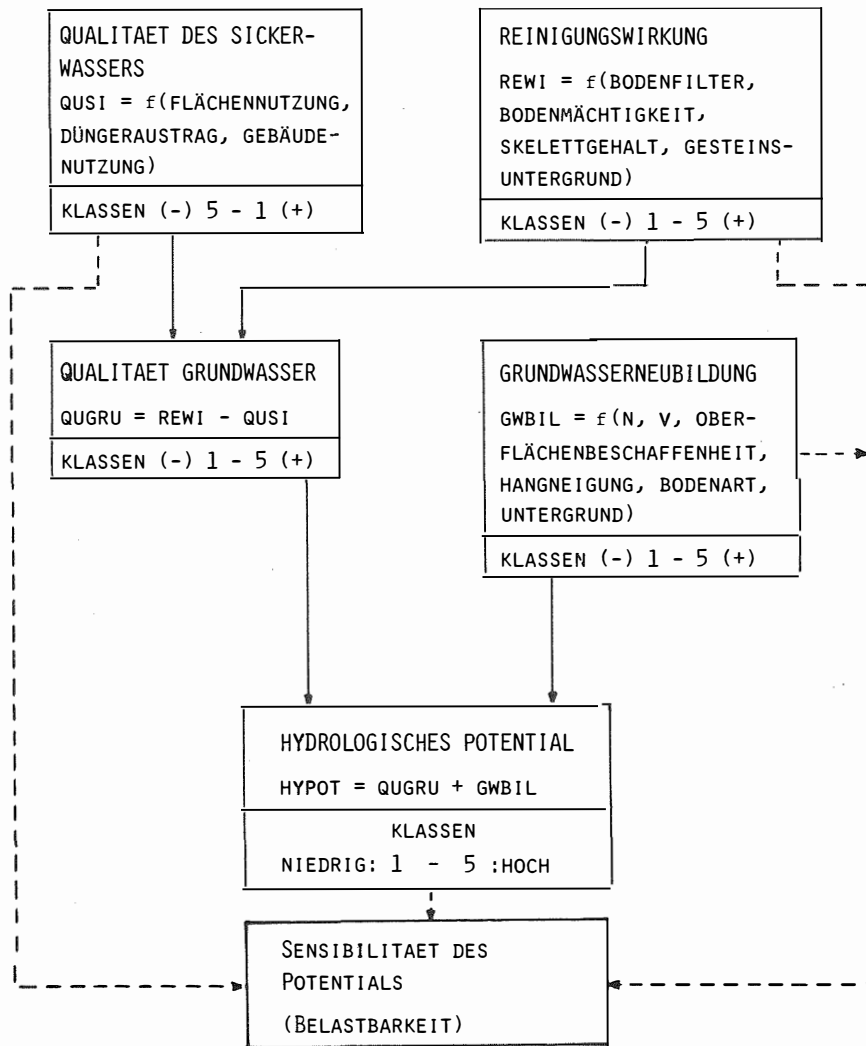 QUALITAET DES SICKER-
WASSERS
QUSI = f(FLÄCHENNUTZUNG,
DÜNGERAUSTRAG, GEBÄUDE-
NUTZUNG)
KLASSEN (-) 5 - 1 (+)
REINIGUNGSWIRKUNG
REWI = f(BODENFILTER,
BODENMÄCHTIGKEIT,
SKELETTGEHALT, GESTEINS-
UNTERGRUND)
KLASSEN (-) 1 - 5 (+)
QUALITAET GRUNDWASSER
QUGRU = REWI - QUSI
KLASSEN (-) 1 - 5 (+)
GRUNDWASSERNEUBILDUNG
GWBIL = f(N, V, OBER-
FLÄCHENBESCHAFFENHEIT,
HANGNEIGUNG, BODENART,
UNTERGRUND)
KLASSEN (-) 1 - 5 (+)
HYDROLOGISCHES POTENTIAL
HYPOT = QUGRU + GWBIL
KLASSEN
NIEDRIG: 1 - 5 :HOCH
SENSIBILITAET DES
POTENTIALS
(BELASTBARKEIT)